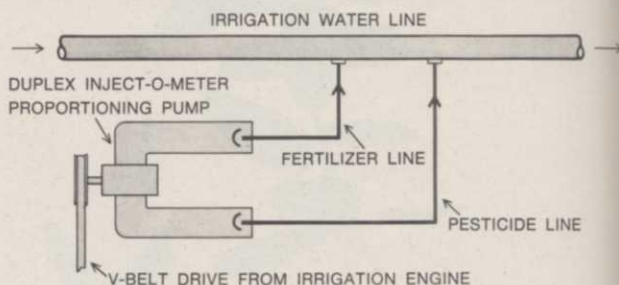 IRRIGATION WATER LINE
DUPLEX INJECT-O-METER
PROPORTIONING PUMP
FERTILIZER LINE
PESTICIDE LINE
V-BELT DRIVE FROM IRRIGATION ENGINE